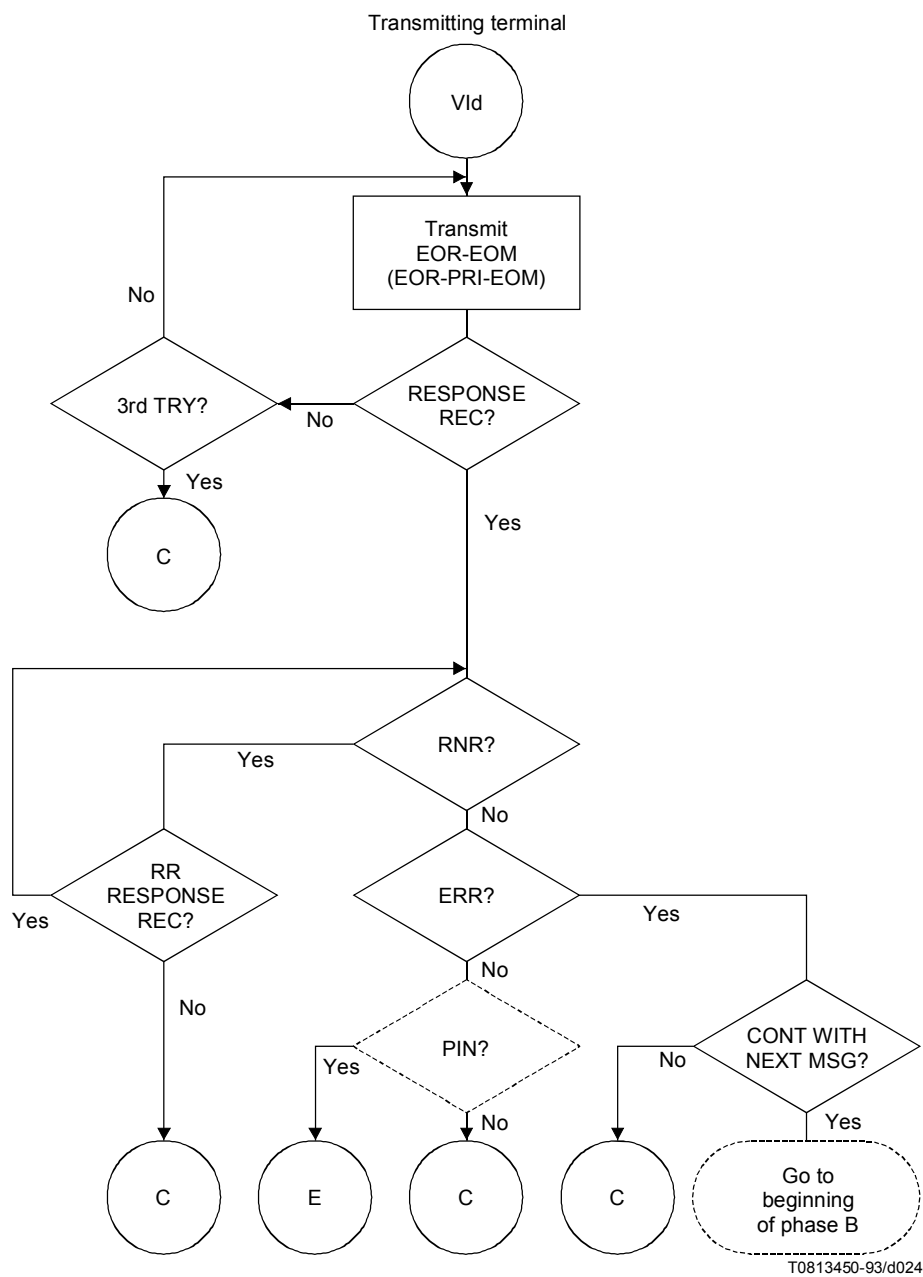 Transmitting terminal
VId
Transmit
EOR-EOM
(EOR-PRI-EOM)
No
3rd TRY?
No
RESPONSE
REC?
Yes
C
Yes
RNR?
Yes
No
RR
RESPONSE
REC?
Yes
ERR?
Yes
No
No
PIN?
Yes
CONT WITH
NEXT MSG?
No
No
Yes
C
E
C
C
Go to
beginning
of phase B
T0813450-93/d024